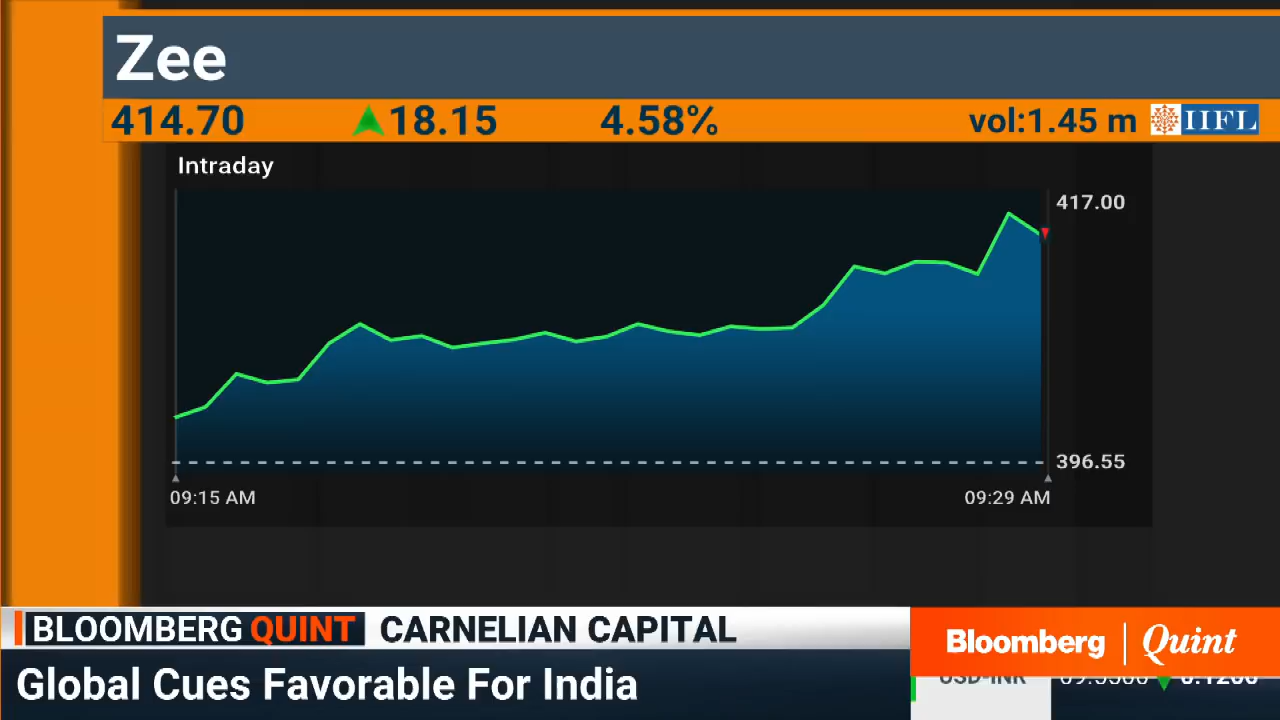 Zee
414.70 18.15 4.58% vol:1.45 m IIFL
Intraday
417.00
396.55
09:15 AM 09:29 AM
BLOOMBERG QUINT CARNELIAN CAPITAL
Bloomberg | Quint
Global Cues Favorable For India
USD-INR